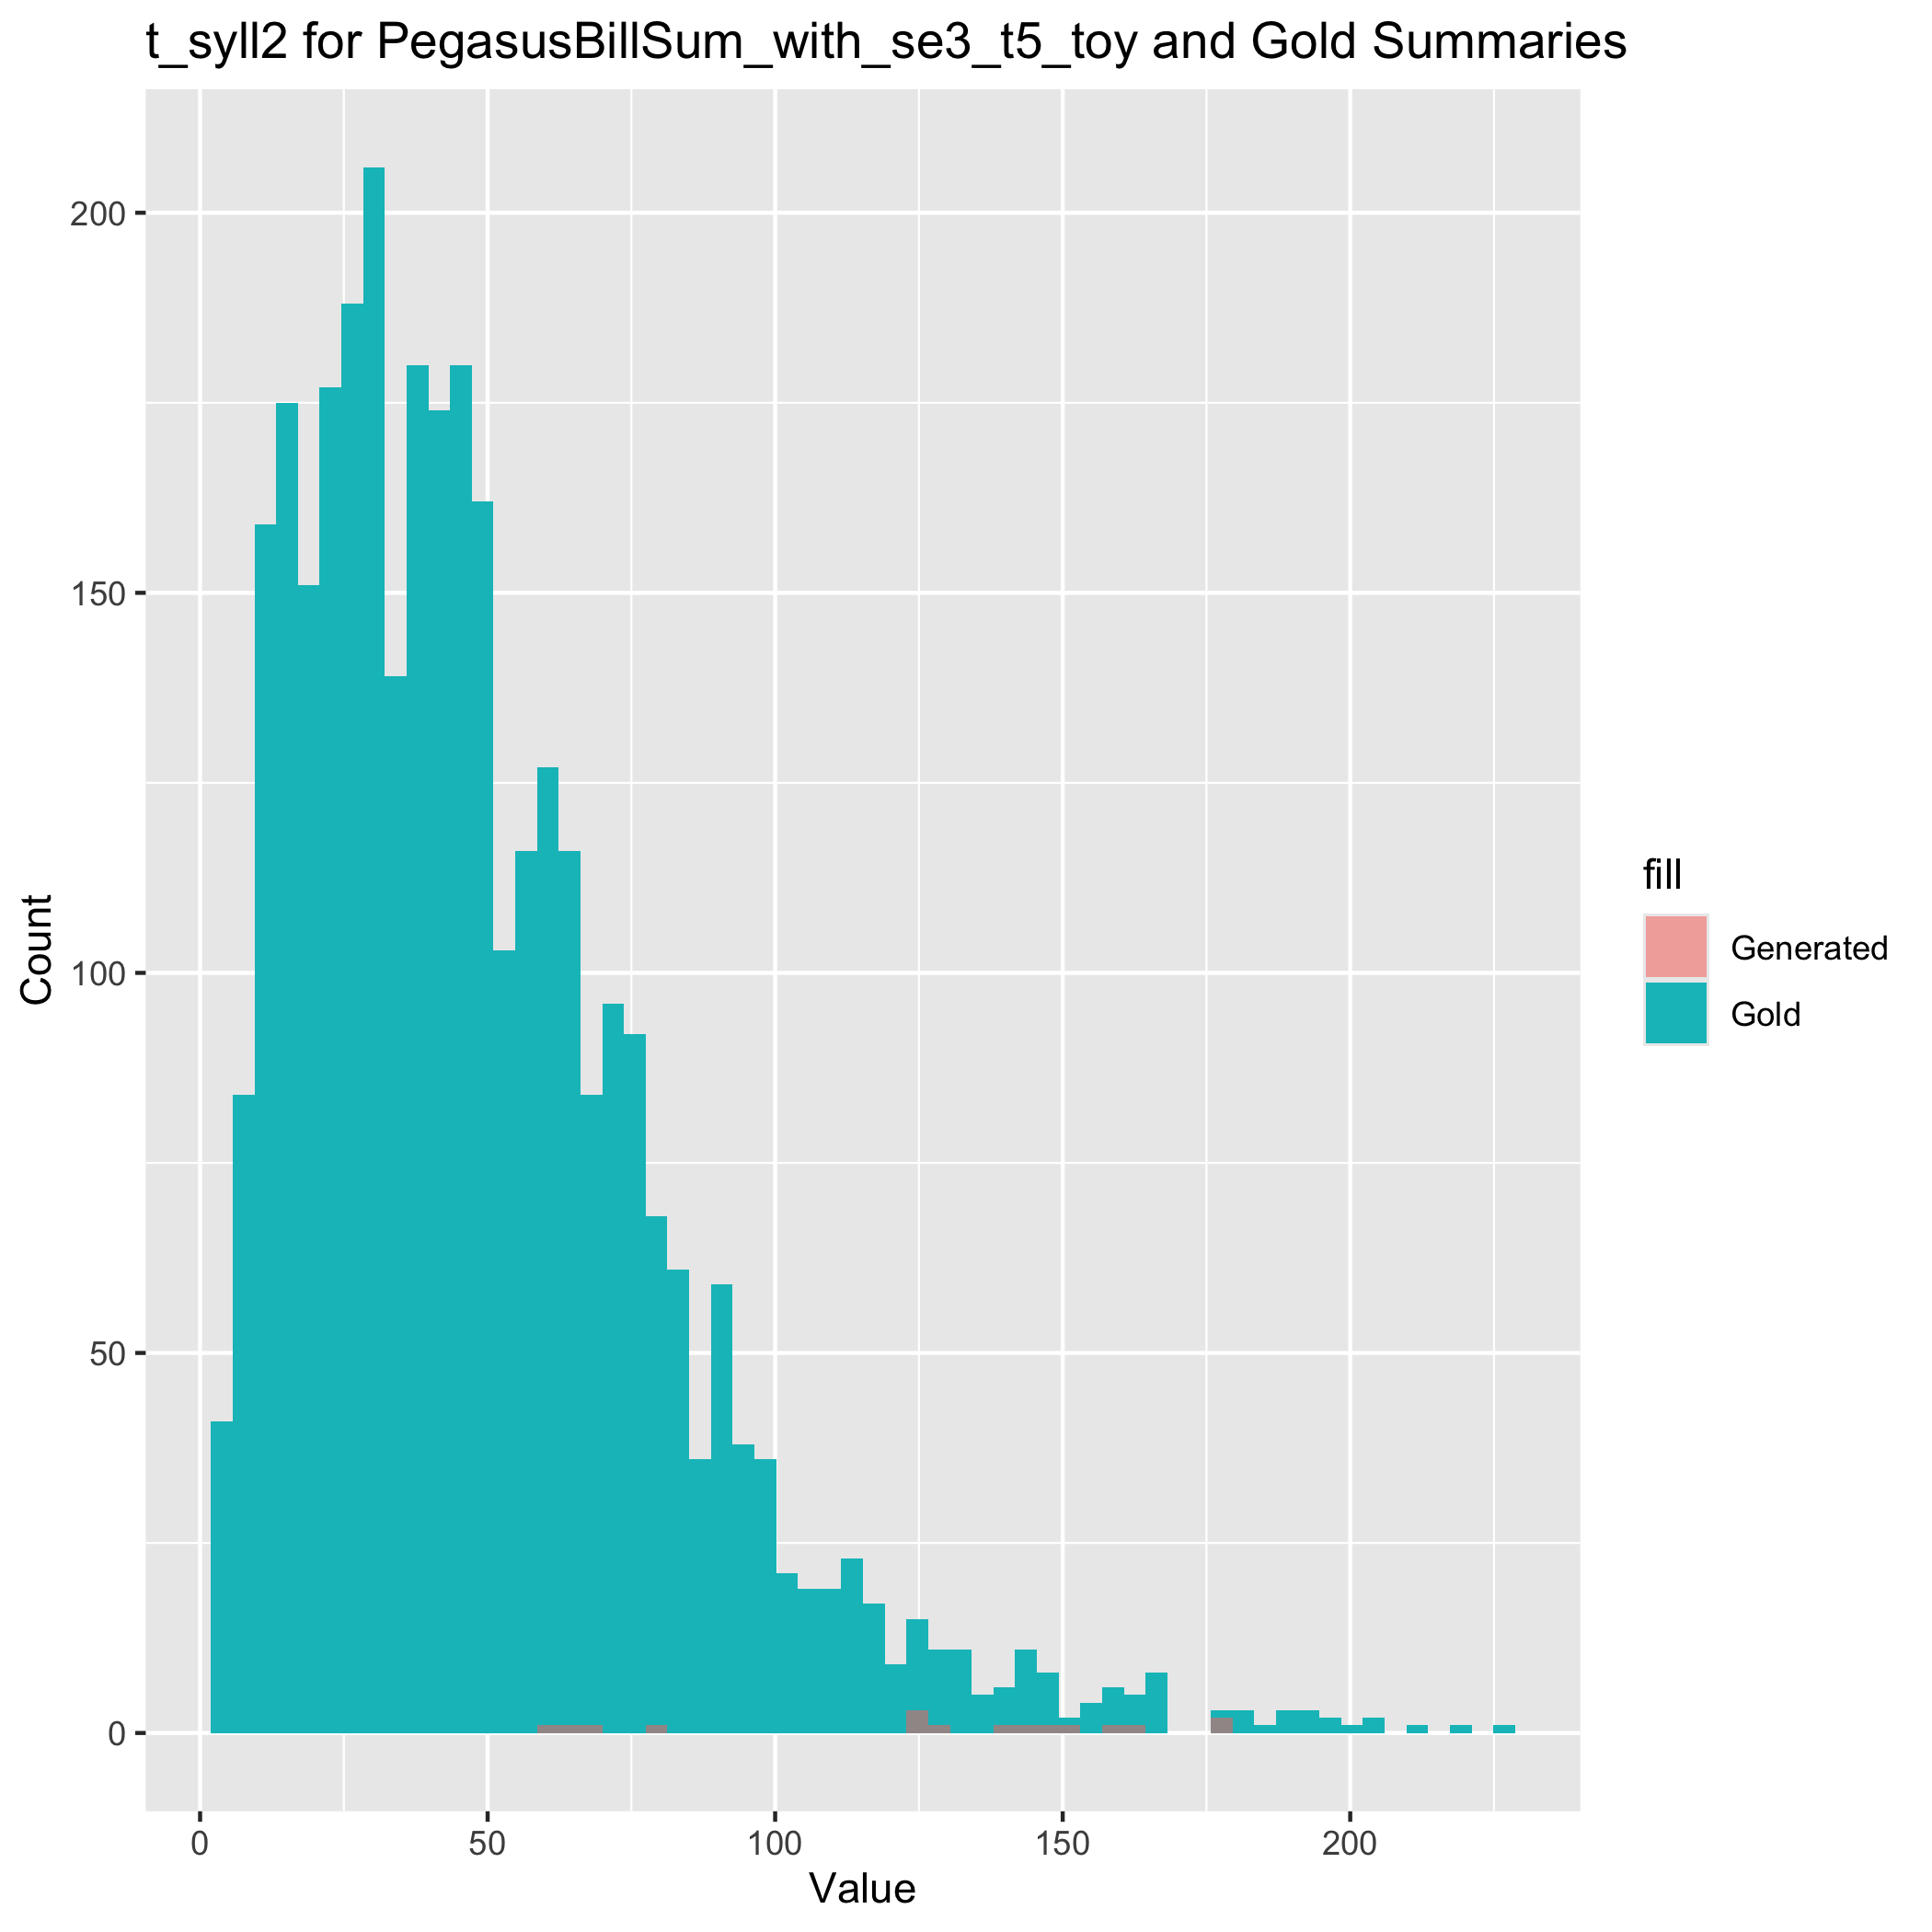 t_syll2 for PegasusBillSum_with_se3_t5_toy and Gold Summaries
200
150
100
50
0
Count
0 50 100 150 200
Value
fill
Generated
Gold